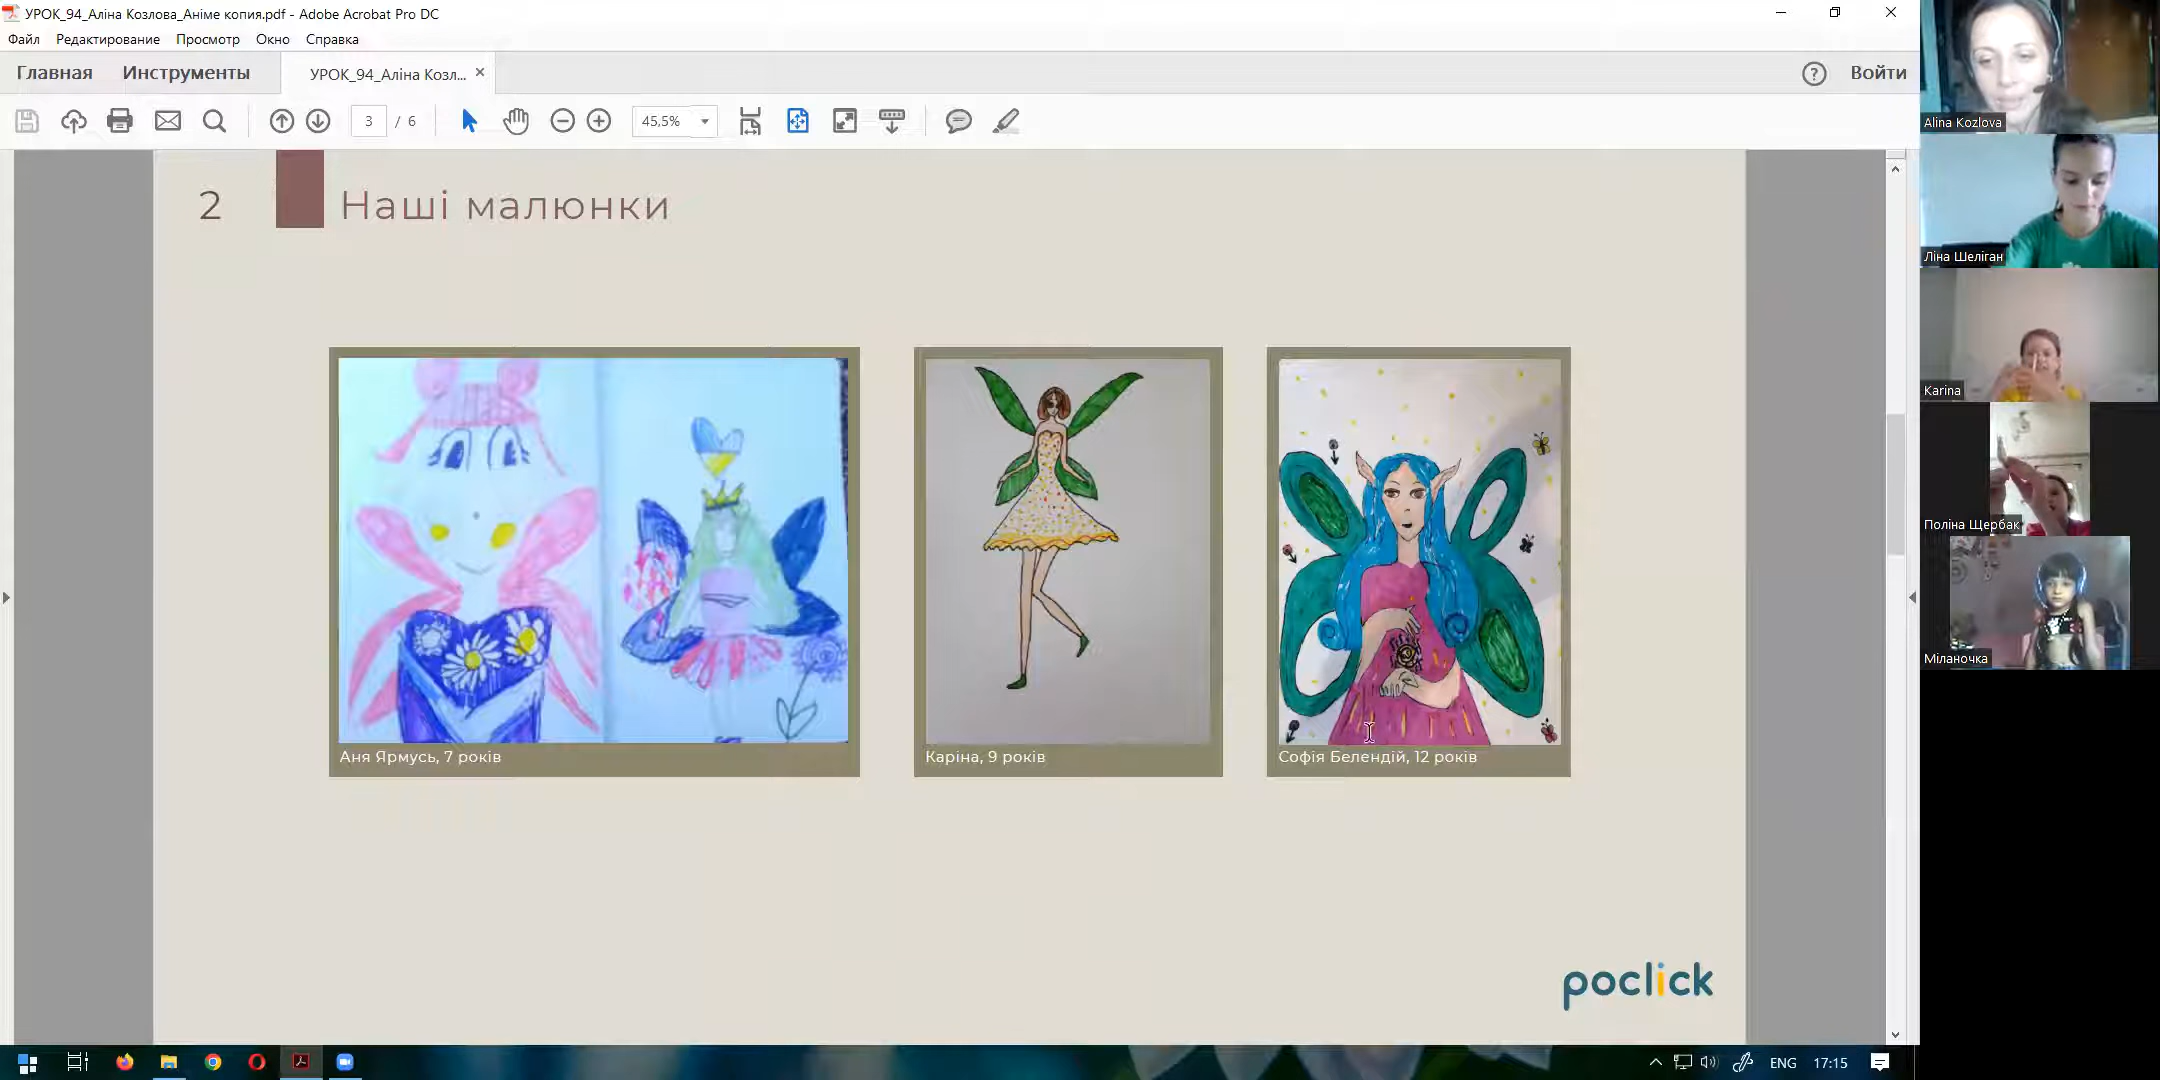 УРОК_94_Аліна Козлова_Аніме копия.pdf - Adobe Acrobat Pro DC
Файл Редактирование Просмотр Окно Справка
Главная Инструменты УРОК_94_Аліна Козл... Войти
3 / 6 45,5%
2 Наші малюнки
Аня Ярмусь, 7 років
Каріна, 9 років
Софія Белендій, 12 років
poclick
Alina Kozlova
Ліна Шеліган
Karina
Поліна Щербак
Міланочка
ENG 17:15